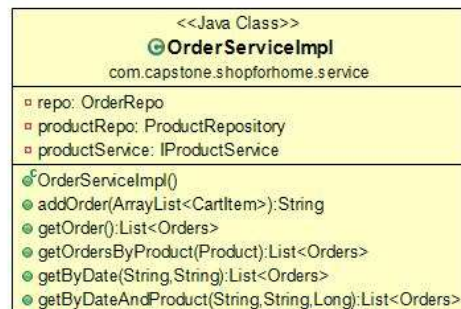 <<Java Class>>
OrderServiceImpl
com.capstone.shopforhome.service
repo: OrderRepo
productRepo: ProductRepository
productService: IProductService
OrderServiceImpl()
addOrder(ArrayList<CartItem>):String
getOrder():List<Orders>
getOrdersByProduct(Product):List<Orders>
getByDate(String,String):List<Orders>
getByDateAndProduct(String,String,Long):List<Orders>